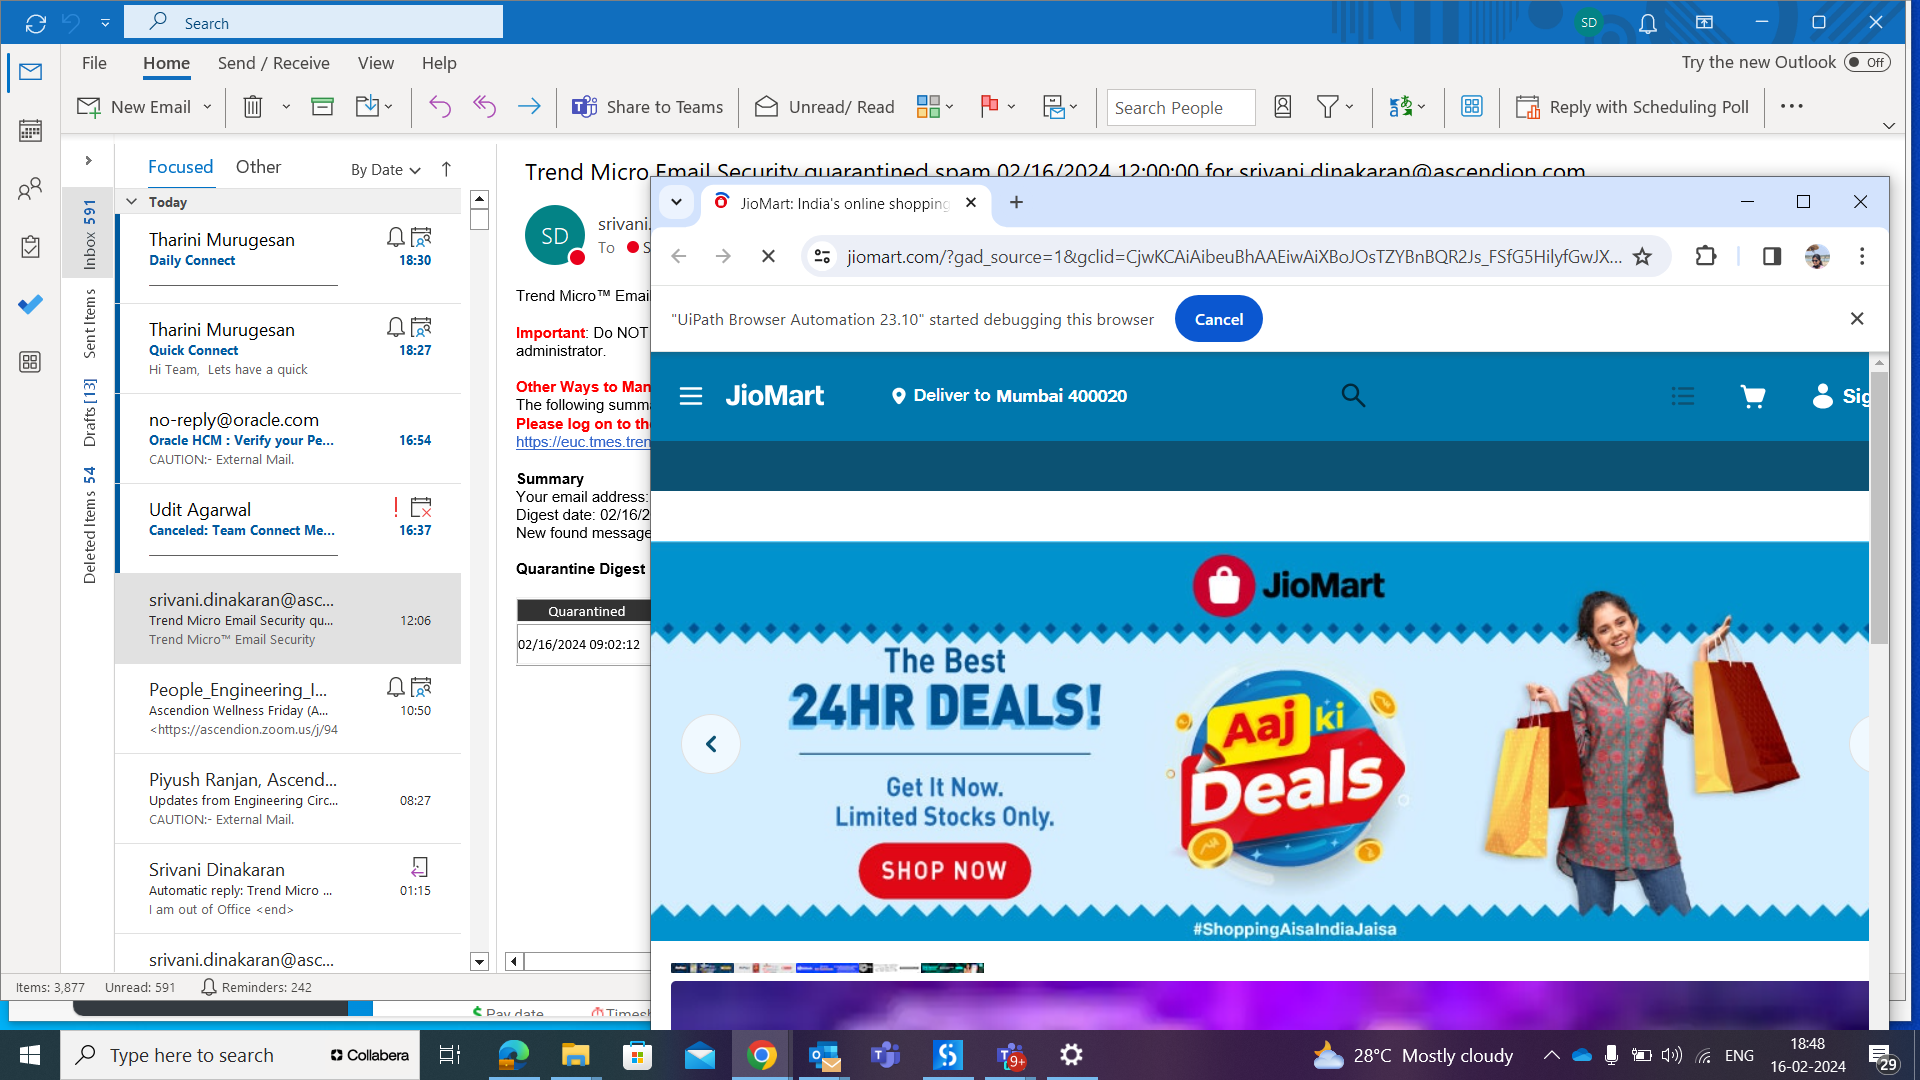 Search
SD
File
Home
Send / Receive
View
Help
Try the new Outlook
Off
New Email
Share to Teams
Unread/ Read
Search People
Reply with Scheduling Poll
Focused
Other
By Date
Today
Inbox 591
Sent Items
Drafts [13]
Deleted Items 54
Tharini Murugesan
Daily Connect
18:30
Tharini Murugesan
Quick Connect
18:27
Hi Team, Lets have a quick
no-reply@oracle.com
Oracle HCM : Verify your Pe...
16:54
CAUTION:- External Mail.
Udit Agarwal
Canceled: Team Connect Me...
16:37
srivani.dinakaran@asc...
Trend Micro Email Security qu...
12:06
Trend Micro™ Email Security
People_Engineering_I...
Ascendion Wellness Friday (A...
10:50
<https://ascendion.zoom.us/j/94
Piyush Ranjan, Ascend...
Updates from Engineering Circ...
08:27
CAUTION:- External Mail.
Srivani Dinakaran
Automatic reply: Trend Micro ...
01:15
I am out of Office <end>
srivani.dinakaran@asc...
Items: 3,877
Unread: 591
Reminders: 242
Trend Micro Email Security quarantined spam 02/16/2024 12:00:00 for srivani.dinakaran@ascendion.com
SD
srivani.
To
S
Trend Micro™ Emai
Important: Do NOT
administrator.
Other Ways to Man
The following summa
Please log on to the
https://euc.tmes.tren
Summary
Your email address:
Digest date: 02/16/2
New found message
Quarantine Digest
Quarantined
02/16/2024 09:02:12
JioMart: India's online shopping
jiomart.com/?gad_source=1&gclid=CjwKCAiAibeuBhAAEiwAiXBoJOsTZYBnBQR2Js_FSfG5HilyfGwJX...
"UiPath Browser Automation 23.10" started debugging this browser
Cancel
JioMart
Deliver to Mumbai 400020
Sig
JioMart
The Best
24HR DEALS!
Get It Now.
Limited Stocks Only.
SHOP NOW
Aaj ki
Deals
#ShoppingAisaIndiaJaisa
Pay date
Timesh
Type here to search
Collabera
9+
28°C Mostly cloudy
ENG
18:48
16-02-2024
29